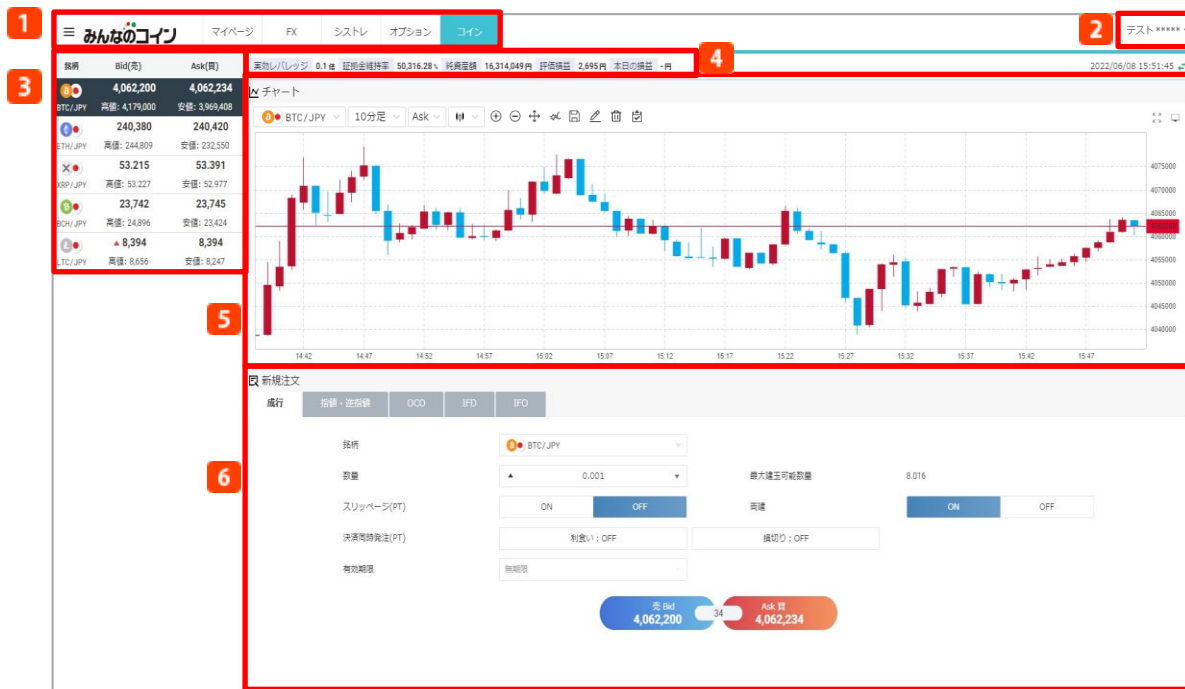 1
みんなのコイン マイページ FX シストレ オプション コイン
2
テスト*****
3
銘柄 Bid(売) Ask(買)
4,062,200 4,062,234
BTC/JPY 高値: 4,179,000 安値: 3,969,408
240,380 240,420
ETH/JPY 高値: 244,809 安値: 232,550
53.215 53.391
XRP/JPY 高値: 53.227 安値: 52.977
23,742 23,745
BCH/JPY 高値: 24,896 安値: 23,424
▲ 8,394 8,394
LTC/JPY 高値: 8,656 安値: 8,247
実効レバレッジ 0.1倍 証拠金維持率 50,316.28% 純資産額 16,314,049円 評価損益 2,695円 本日の損益 -円
4
2022/06/08 15:51:45
5
チャート
BTC/JPY 10分足 Ask
4075000
4070000
4065000
4060000
4055000
4050000
4045000
4040000
14:42 14:47 14:52 14:57 15:02 15:07 15:12 15:17 15:22 15:27 15:32 15:37 15:42 15:47
6
新規注文
成行 指値・逆指値 OCO IFD IFO
銘柄 BTC/JPY
数量 ▲ 0.001 ▼ 最大建玉可能数量 8.016
スリッページ(PT) ON OFF 両建 ON OFF
決済同時発注(PT) 利食い：OFF 損切り：OFF
有効期限 無期限
売 Bid 34 Ask 買
4,062,200 4,062,234